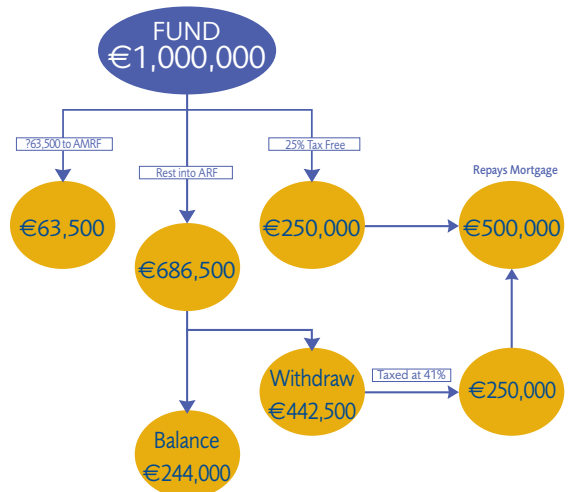 FUND
€1,000,000
?63,500 to AMRF
Rest into ARF
25% Tax Free
Repays Mortgage
€63,500
€686,500
€250,000
€500,000
Withdraw
€442,500
Taxed at 41%
€250,000
Balance
€244,000